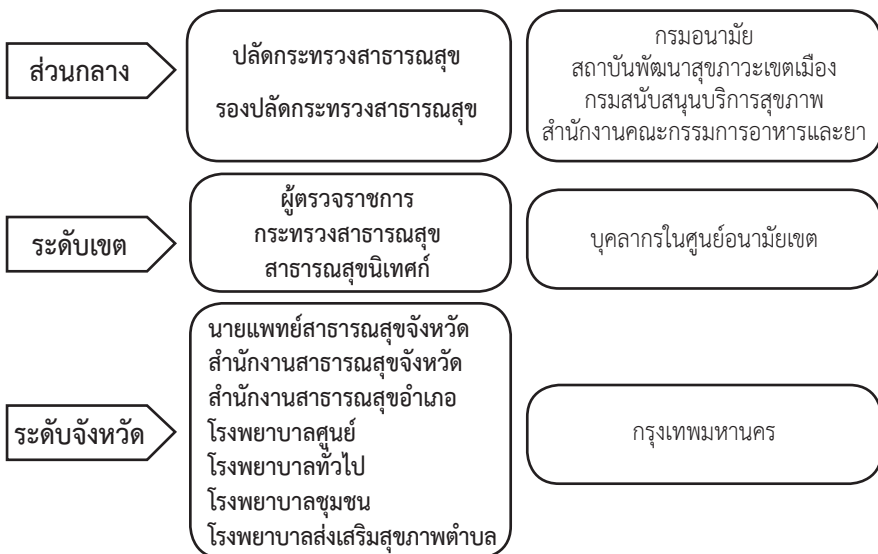 ส่วนกลาง
ปลัดกระทรวงสาธารณสุข
รองปลัดกระทรวงสาธารณสุข
กรมอนามัย
สถาบันพัฒนาสุขภาวะเขตเมือง
กรมสนับสนุนบริการสุขภาพ
สำนักงานคณะกรรมการอาหารและยา
ระดับเขต
ผู้ตรวจราชการ
กระทรวงสาธารณสุข
สาธารณสุขนิเทศก์
บุคลากรในศูนย์อนามัยเขต
ระดับจังหวัด
นายแพทย์สาธารณสุขจังหวัด
สำนักงานสาธารณสุขจังหวัด
สำนักงานสาธารณสุขอำเภอ
โรงพยาบาลศูนย์
โรงพยาบาลทั่วไป
โรงพยาบาลชุมชน
โรงพยาบาลส่งเสริมสุขภาพตำบล
กรุงเทพมหานคร